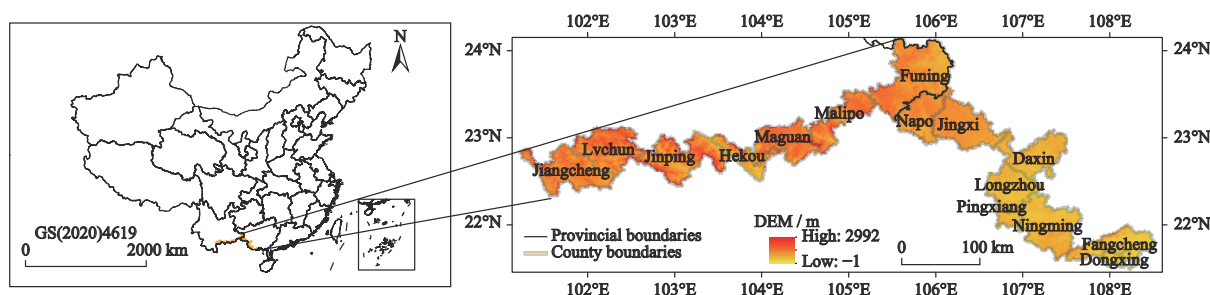 N
GS(2020)4619
0 2000 km
102°E 103°E 104°E 105°E 106°E 107°E 108°E
24°N 24°N
Funing
Malipo
Napo
Jingxi
23°N 23°N
Maguan
Lvchun
Jinping
Hekou
Daxin
Jiangcheng
Longzhou
Pingxiang
22°N 22°N
Ningming
Fangcheng
Dongxing
Provincial boundaries
County boundaries
DEM / m
High: 2992
Low: −1
0 100 km
102°E 103°E 104°E 105°E 106°E 107°E 108°E